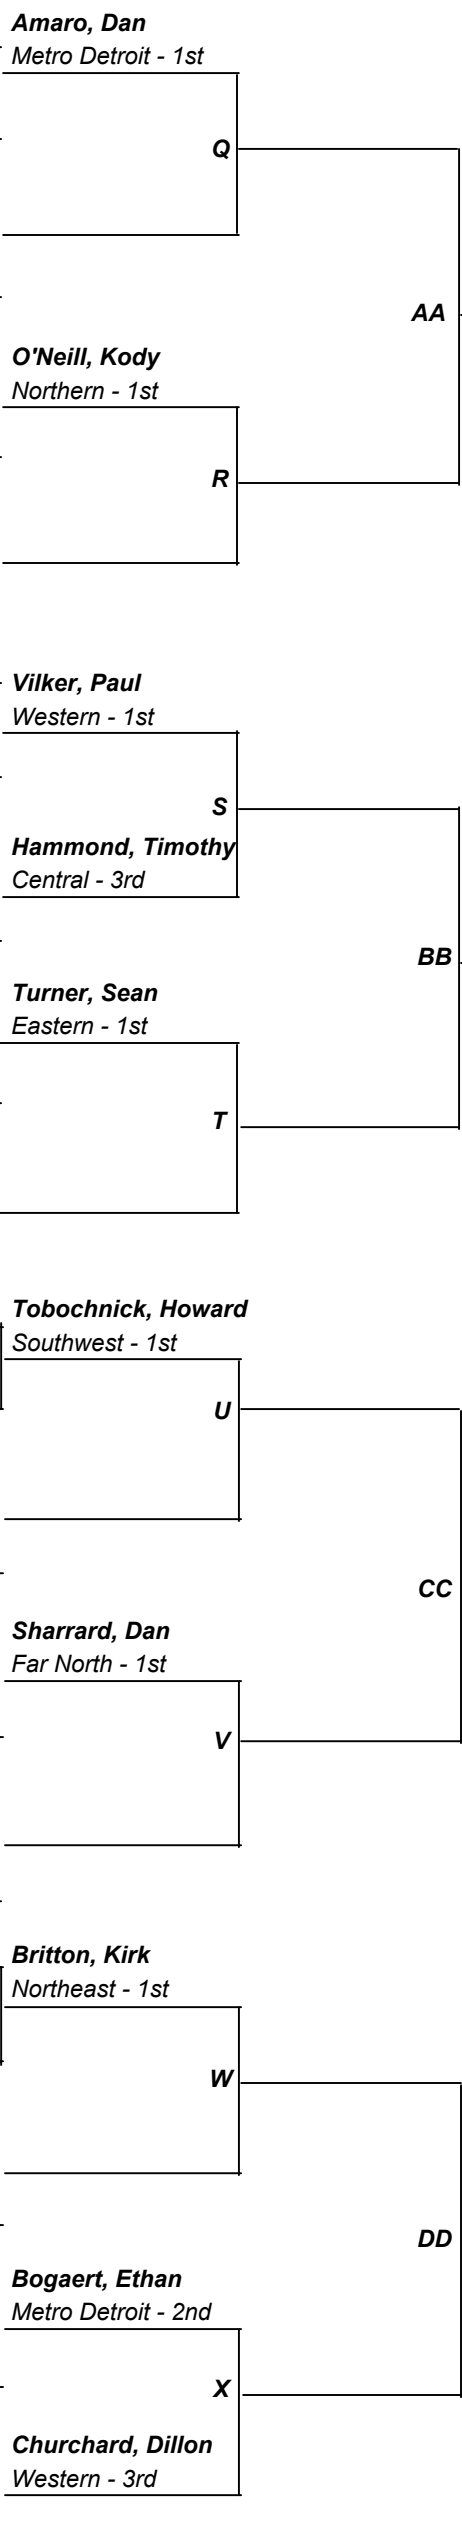 Amaro, Dan
Metro Detroit - 1st
Q
AA
O'Neill, Kody
Northern - 1st
R
Vilker, Paul
Western - 1st
S
Hammond, Timothy
Central - 3rd
BB
Turner, Sean
Eastern - 1st
T
Tobochnick, Howard
Southwest - 1st
U
CC
Sharrard, Dan
Far North - 1st
V
Britton, Kirk
Northeast - 1st
W
DD
Bogaert, Ethan
Metro Detroit - 2nd
X
Churchard, Dillon
Western - 3rd